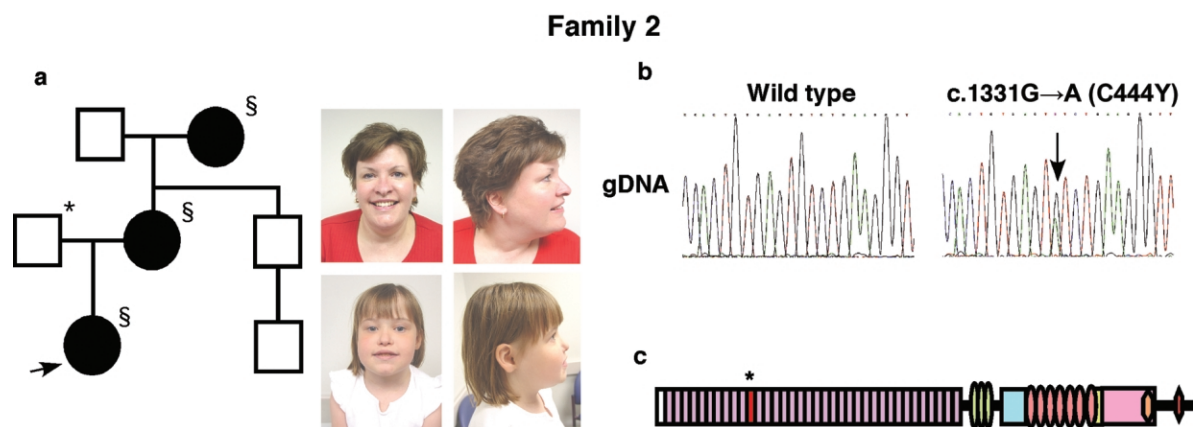 Family 2
a
§
*
§
§
b
Wild type
c.1331G→A (C444Y)
gDNA
c
*